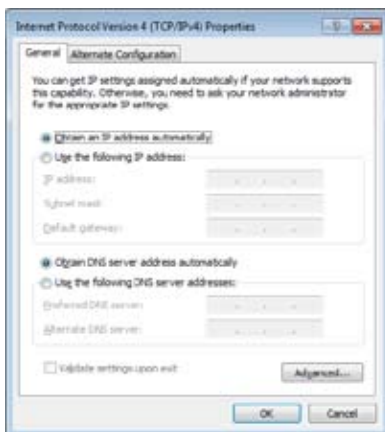 Internet Protocol Version 4 (TCP/IPv4) Properties
General
Alternate Configuration
You can get IP settings assigned automatically if your network supports
this capability. Otherwise, you need to ask your network administrator
for the appropriate IP settings.
Obtain an IP address automatically
Use the following IP address:
IP address:
Subnet mask:
Default gateway:
Obtain DNS server address automatically
Use the following DNS server addresses:
Preferred DNS server:
Alternate DNS server:
Validate settings upon exit
Advanced...
OK
Cancel